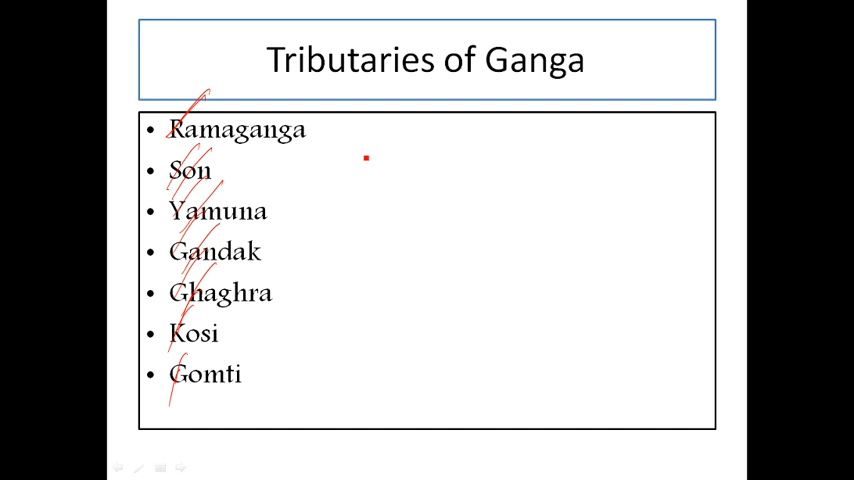 Tributaries of Ganga
• Ramaganga
• Son
• Yamuna
• Gandak
• Ghaghra
• Kosi
• Gomti